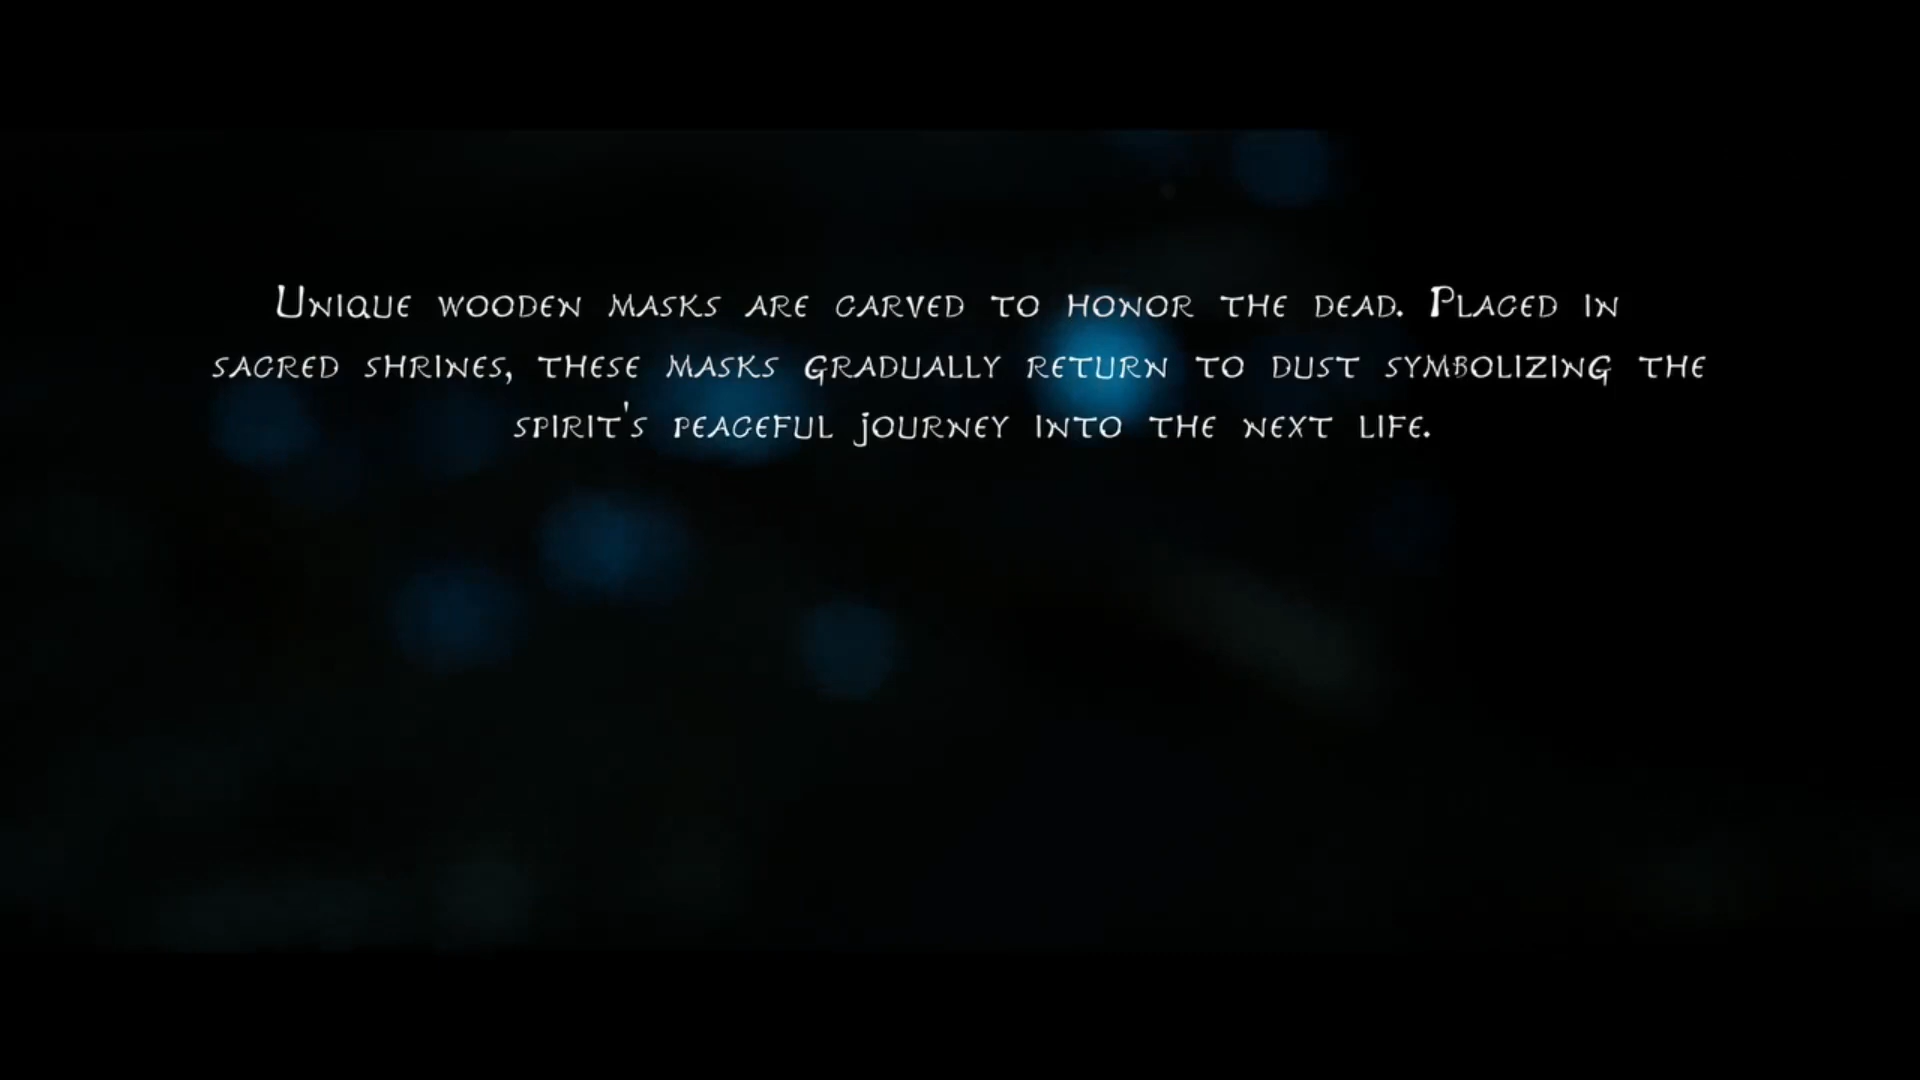 Unique wooden masks are carved to honor the dead. Placed in
sacred shrines, these masks gradually return to dust symbolizing the
spirit's peaceful journey into the next life.